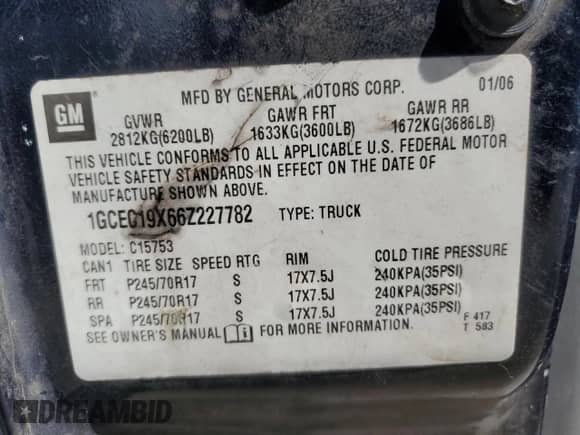 GM
MFD BY GENERAL MOTORS CORP. 01/06
GVWR GAWR FRT GAWR RR
2812KG(6200LB) 1633KG(3600LB) 1672KG(3686LB)
THIS VEHICLE CONFORMS TO ALL APPLICABLE U.S. FEDERAL MOTOR
VEHICLE SAFETY STANDARDS IN EFFECT ON THE DATE OF
MANUFACTURE SHOWN ABOVE.
1GCEC19X66Z227782 TYPE: TRUCK
MODEL: C15753
CAN1 TIRE SIZE SPEED RTG RIM COLD TIRE PRESSURE
FRT P245/70R17 S 17X7.5J 240KPA(35PSI)
RR P245/70R17 S 17X7.5J 240KPA(35PSI)
SPA P245/70R17 S 17X7.5J 240KPA(35PSI)
SEE OWNER'S MANUAL FOR MORE INFORMATION.
F 417
T 583
DREAMBID